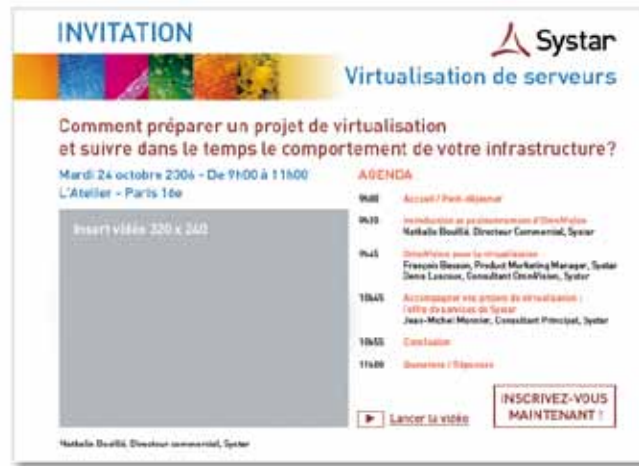 INVITATION
Systar
Virtualisation de serveurs
Comment préparer un projet de virtualisation
et suivre dans le temps le comportement de votre infrastructure?
Mardi 24 octobre 2006 - De 9h00 à 11h00
L'Atelier - Paris 16e
AGENDA
9h00 Accueil / Petit-déjeuner
9h30 Introduction et positionnement d'OmniVision
Nathalie Bouillé, Directeur Commercial, Systar
9h45 OmniVision pour la virtualisation
François Besson, Product Marketing Manager, Systar
Denis Consultant OmniVision, Systar
10h45 Accompagner vos projets de virtualisation :
l'offre de services de Systar
Jean-Michel Monnier, Consultant Principal, Systar
10h55 Conclusion
11h00 Questions / Réponses
Insert vidéo 320 x 240
Lancer la vidéo
INSCRIVEZ-VOUS
MAINTENANT !
Nathalie Bouillé, Directeur commercial, Systar